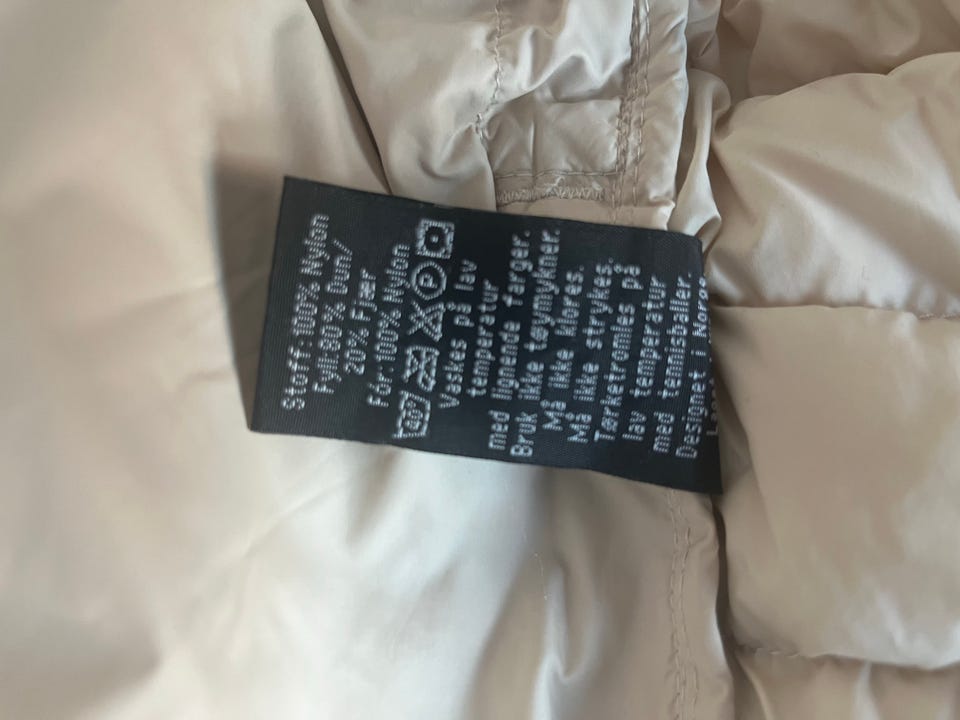 Stoff:100% Nylon
Fyll:80% Dun/
20% Fjær
Fór:100% Nylon
Vaskes på lav
temperatur
med lignende farger.
Bruk ikke tøymykner.
Må ikke klores.
Må ikke strykes.
Tørketromles på
lav temperatur
med tennisballer.
Designet i Norge